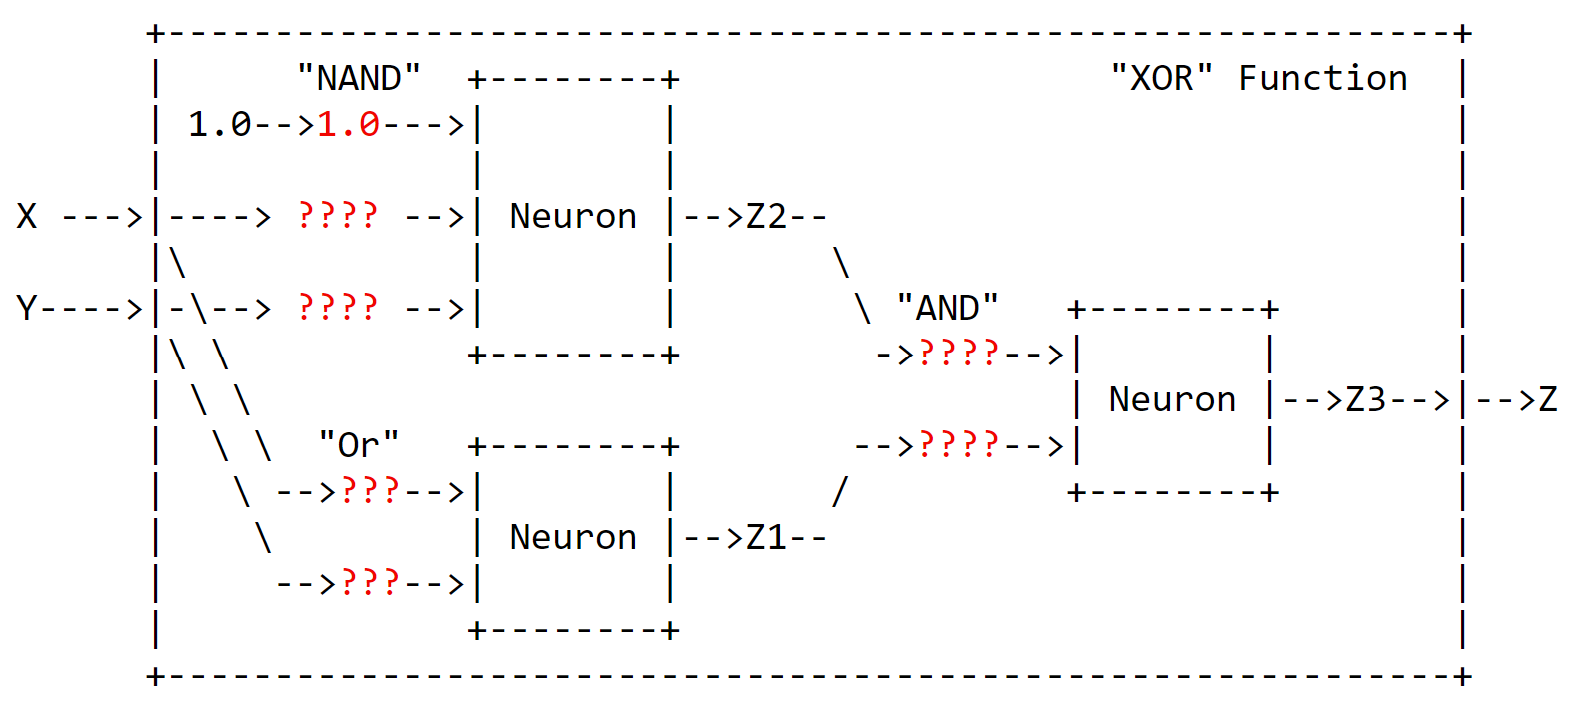 +------------------------------------------------------------+
|      "NAND"  +--------+                    "XOR" Function  |
| 1.0-->1.0--->|        |                                    |
|              |        |                                    |
X --->|----> ???? -->| Neuron |-->Z2--                             |
|\             |        |       \                            |
Y---->|-\--> ???? -->|        |        \ "AND"   +--------+        |
|\ \           +--------+         ->????-->|        |        |
| \ \                                      | Neuron |-->Z3-->|-->Z
|  \ \  "Or"   +--------+        -->????-->|        |        |
|   \ -->???-->|        |       /          +--------+        |
|    \         | Neuron |-->Z1--                             |
|     -->???-->|        |                                    |
|              +--------+                                    |
+------------------------------------------------------------+